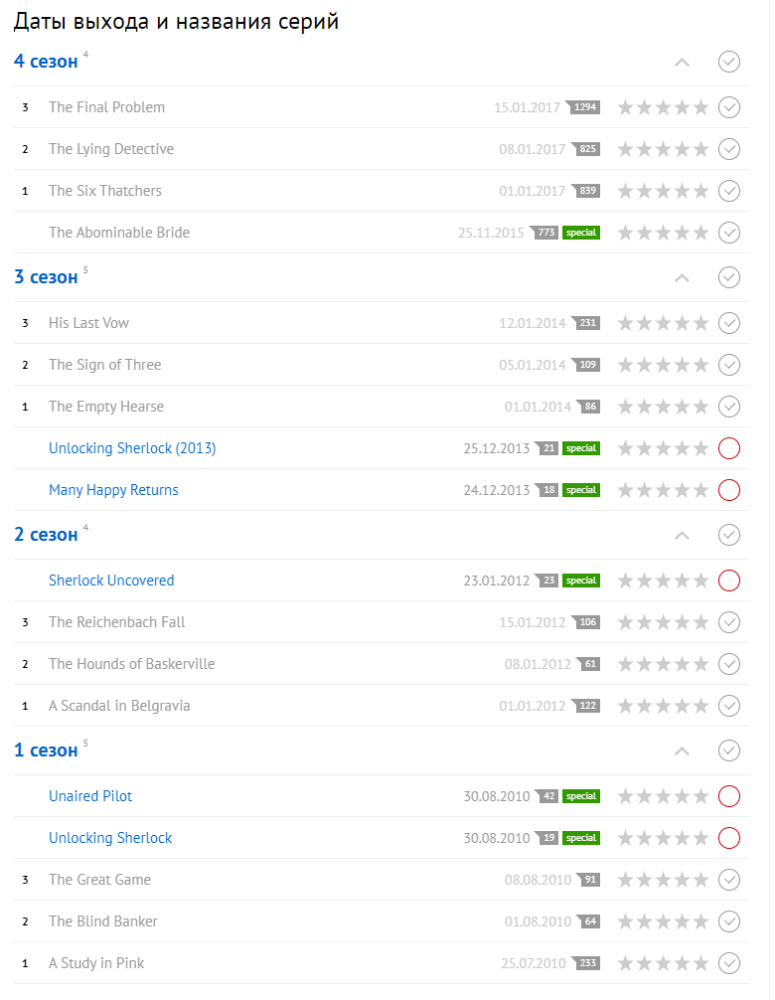 Даты выхода и названия серий
4 сезон 4
3 The Final Problem 15.01.2017 1294
2 The Lying Detective 08.01.2017 825
1 The Six Thatchers 01.01.2017 839
The Abominable Bride 25.11.2015 773 special
3 сезон 5
3 His Last Vow 12.01.2014 231
2 The Sign of Three 05.01.2014 109
1 The Empty Hearse 01.01.2014 86
Unlocking Sherlock (2013) 25.12.2013 21 special
Many Happy Returns 24.12.2013 18 special
2 сезон 4
Sherlock Uncovered 23.01.2012 23 special
3 The Reichenbach Fall 15.01.2012 106
2 The Hounds of Baskerville 08.01.2012 61
1 A Scandal in Belgravia 01.01.2012 122
1 сезон 5
Unaired Pilot 30.08.2010 42 special
Unlocking Sherlock 30.08.2010 19 special
3 The Great Game 08.08.2010 91
2 The Blind Banker 01.08.2010 64
1 A Study in Pink 25.07.2010 233